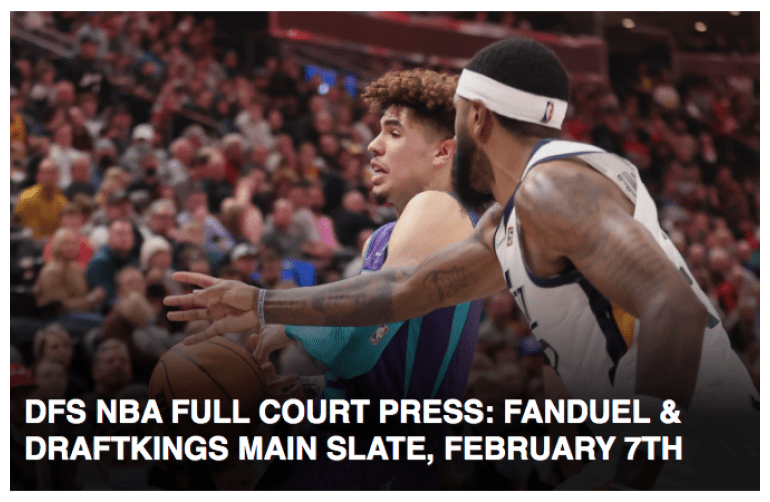 DFS NBA FULL COURT PRESS: FANDUEL &
DRAFTKINGS MAIN SLATE, FEBRUARY 7TH